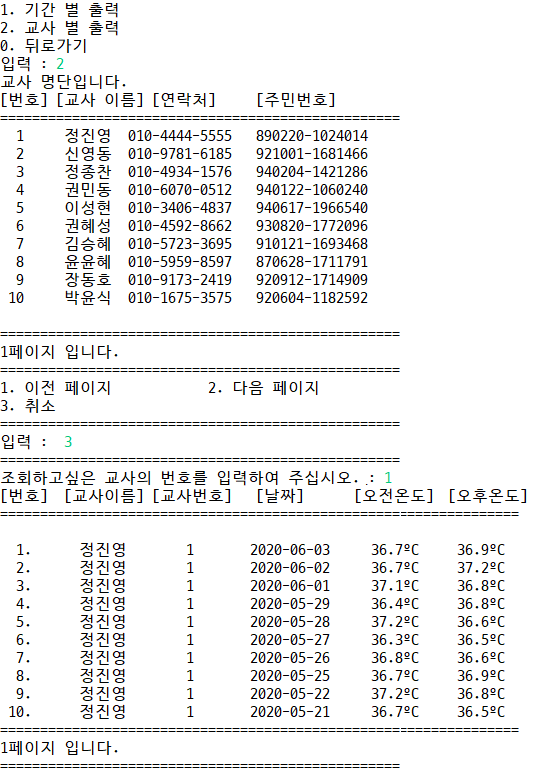 1. 기간 별 출력
2. 교사 별 출력
0. 뒤로가기
입력 : 2
교사 명단입니다.
[번호] [교사 이름] [연락처] [주민번호]
==================================================
1 정진영 010-4444-5555 890220-1024014
2 신영동 010-9781-6185 921001-1681466
3 정종찬 010-4934-1576 940204-1421286
4 권민동 010-6070-0512 940122-1060240
5 이성현 010-3406-4837 940617-1966540
6 권혜성 010-4592-8662 930820-1772096
7 김승혜 010-5723-3695 910121-1693468
8 윤윤혜 010-5959-8597 870628-1711791
9 장동호 010-9173-2419 920912-1714909
10 박윤식 010-1675-3575 920604-1182592
==================================================
1페이지 입니다.
==================================================
1. 이전 페이지 2. 다음 페이지
3. 취소
==================================================
입력 : 3
==================================================
조회하고싶은 교사의 번호를 입력하여 주십시오. : 1
[번호] [교사이름] [교사번호] [날짜] [오전온도] [오후온도]
=================================================================
1. 정진영 1 2020-06-03 36.7ºC 36.9ºC
2. 정진영 1 2020-06-02 36.7ºC 37.2ºC
3. 정진영 1 2020-06-01 37.1ºC 36.8ºC
4. 정진영 1 2020-05-29 36.4ºC 36.8ºC
5. 정진영 1 2020-05-28 37.2ºC 36.6ºC
6. 정진영 1 2020-05-27 36.3ºC 36.5ºC
7. 정진영 1 2020-05-26 36.8ºC 36.6ºC
8. 정진영 1 2020-05-25 36.7ºC 36.9ºC
9. 정진영 1 2020-05-22 37.2ºC 36.8ºC
10. 정진영 1 2020-05-21 36.7ºC 36.5ºC
=================================================================
1페이지 입니다.
==================================================